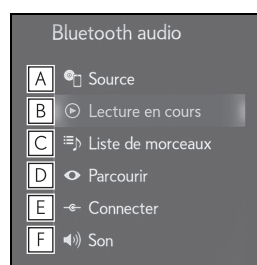 Bluetooth audio
A Source
B Lecture en cours
C Liste de morceaux
D Parcourir
E Connecter
F Son